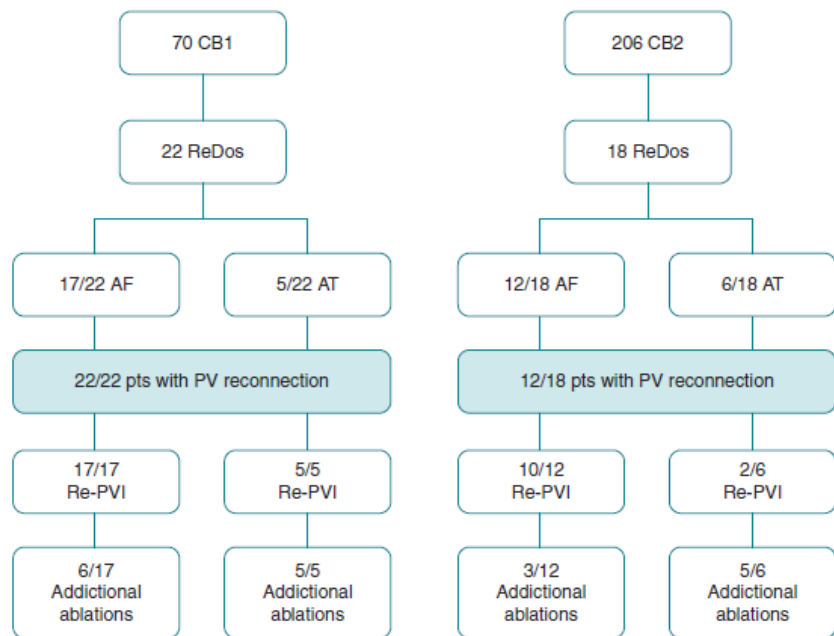 70 CB1
206 CB2
22 ReDos
18 ReDos
17/22 AF
5/22 AT
12/18 AF
6/18 AT
22/22 pts with PV reconnection
12/18 pts with PV reconnection
17/17
Re-PVI
5/5
Re-PVI
10/12
Re-PVI
2/6
Re-PVI
6/17
Addictional
ablations
5/5
Addictional
ablations
3/12
Addictional
ablations
5/6
Addictional
ablations